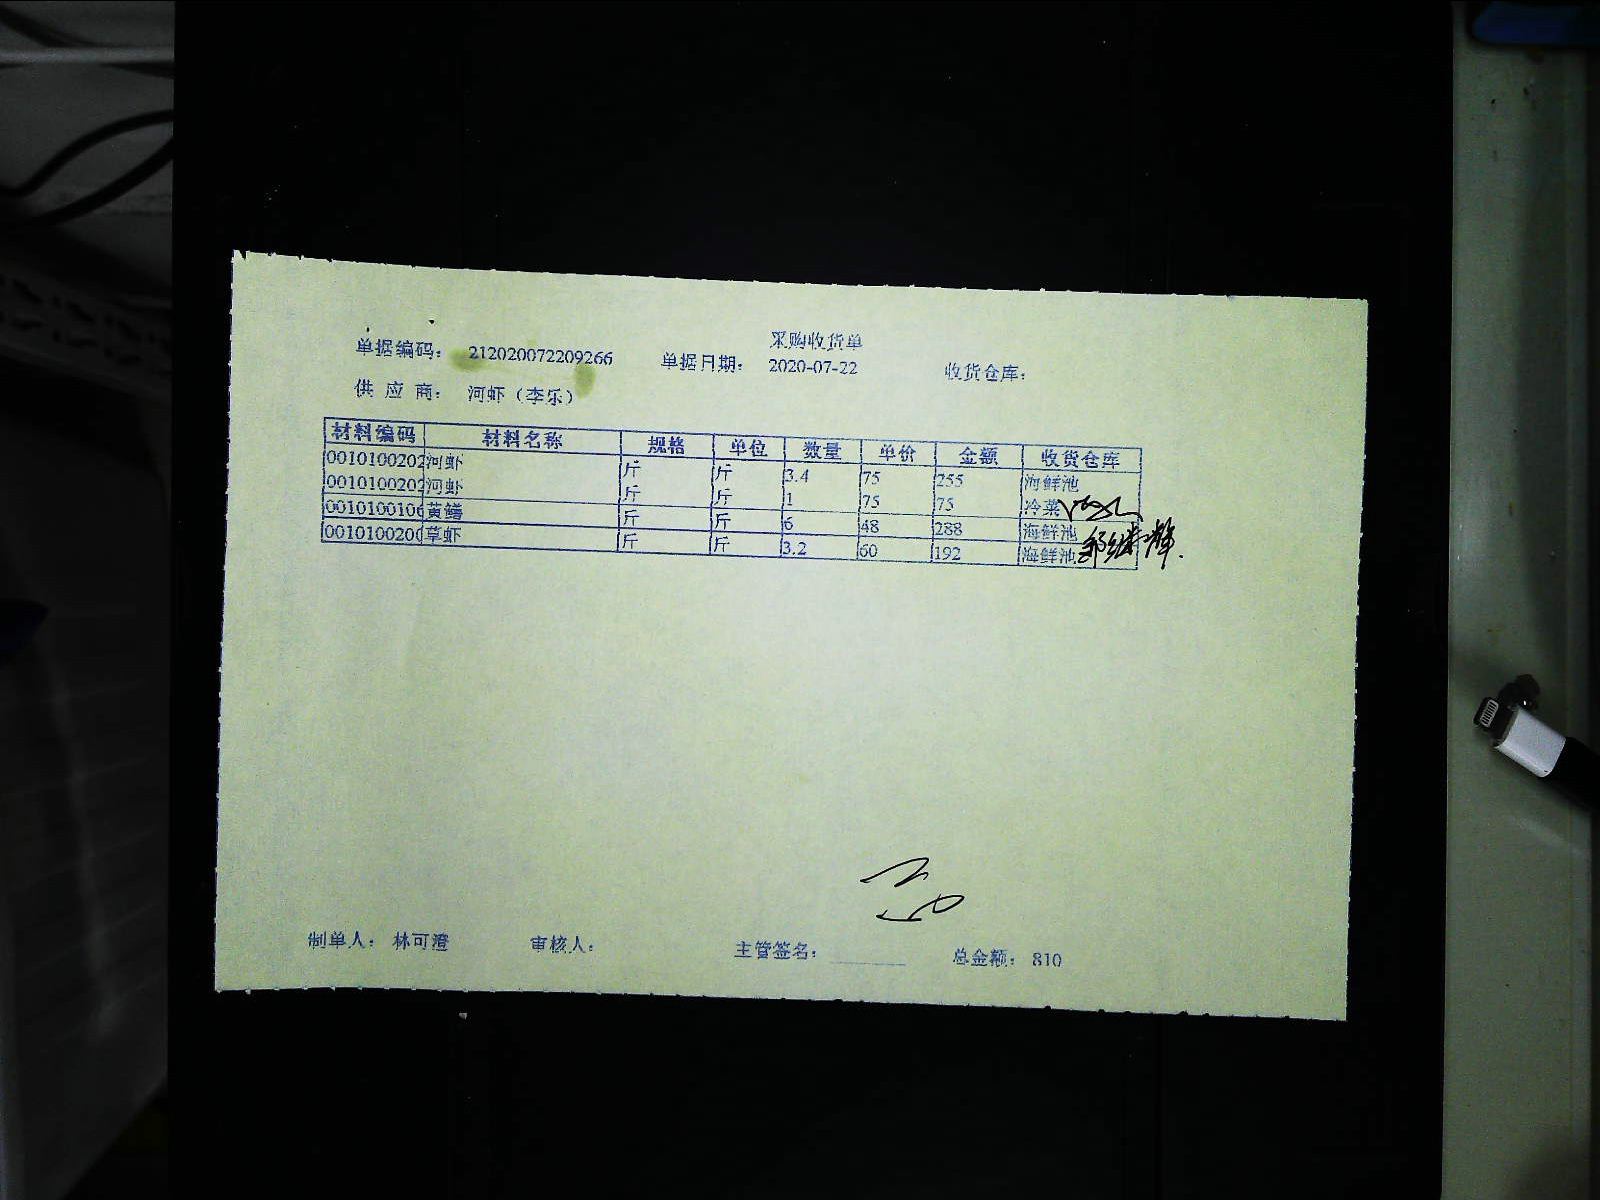 采购收货单
单据编码： 212020072209266 单据日期： 2020-07-22 收货仓库：
供 应 商： 河虾（李乐）
材料编码 材料名称 规格 单位 数量 单价 金额 收货仓库
0010100202 河虾 斤 斤 3.4 75 255 海鲜池
0010100202 河虾 斤 斤 1 75 75 冷菜
0010100106 黄鳝 斤 斤 6 48 288 海鲜池
0010100200 草虾 斤 斤 3.2 60 192 海鲜池
制单人： 林可澄 审核人： 主管签名： 总金额： 810